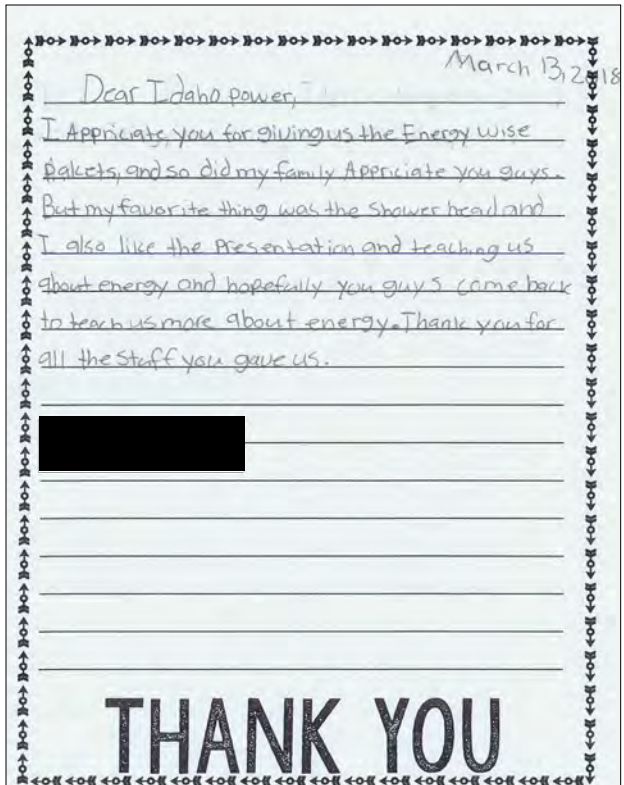 March 13, 2018
Dear Idaho power,
I Appriciate you for giving us the Energy wise
Pakets, and so did my family Appriciate you guys.
But my favorite thing was the shower head and
I also like the Presentation and teaching us
about energy and hopefully you guys come back
to teach us more about energy. Thank you for
all the stuff you gave us.
THANK YOU